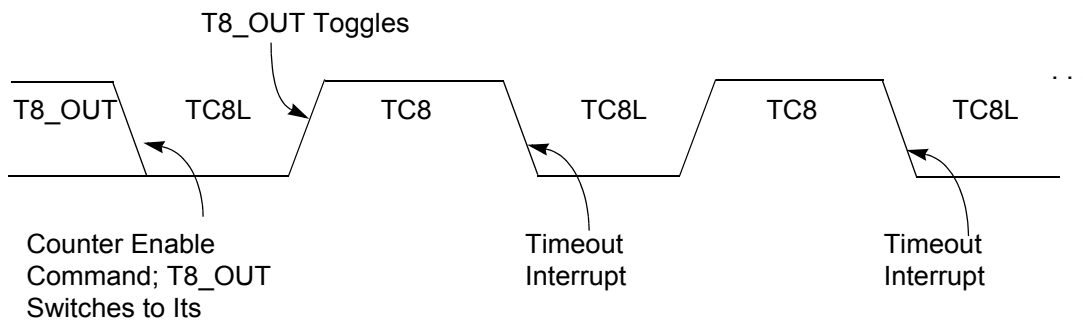 T8_OUT Toggles
. .
T8_OUT TC8L TC8 TC8L TC8 TC8L
Counter Enable
Command; T8_OUT
Switches to Its
Timeout
Interrupt
Timeout
Interrupt